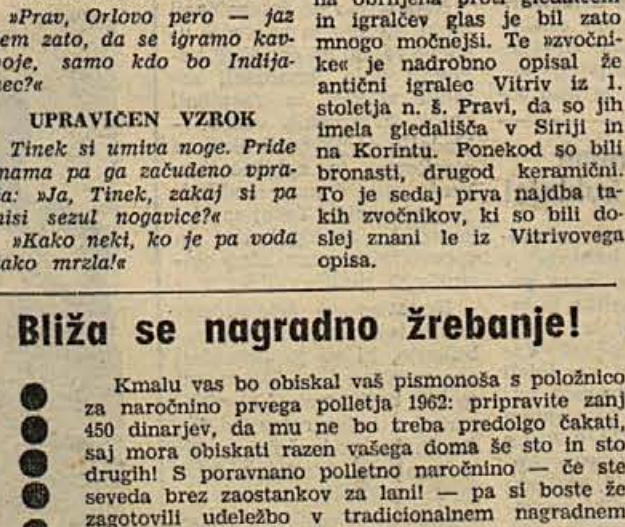 »Prav, Orlovo pero — jaz
sem zato, da se igramo kav-
boje, samo kdo bo Indija-
nec?«
UPRAVIČEN VZROK
Tinek si umiva noge. Pride
mama pa ga začudeno vpra-
ša: »Ja, Tinek, zakaj si pa
nisi sezul nogavice?«
»Kako neki, ko je pa voda
tako mrzla!«
in igralčev glas je bil zato
mnogo močnejši. Te »zvočni-
ke« je nadrobno opisal že
antični igralec Vitriv iz 1.
stoletja n. š. Pravi, da so jih
imela gledališča v Siriji in
na Korintu. Ponekod so bili
bronasti, drugod keramični.
To je sedaj prva najdba ta-
kih zvočnikov, ki so bili do-
slej znani le iz Vitrivovega
opisa.
Bliža se nagradno žrebanje!
Kmalu vas bo obiskal vaš pismonoša s položnico
za naročnino prvega polletja 1962: pripravite zanj
450 dinarjev, da mu ne bo treba predolgo čakati,
saj mora obiskati razen vašega doma še sto in sto
drugih! S poravnano polletno naročnino — če ste
seveda brez zaostankov za lani! — pa si boste že
zagotovili udeležbo v tradicionalnem nagradnem